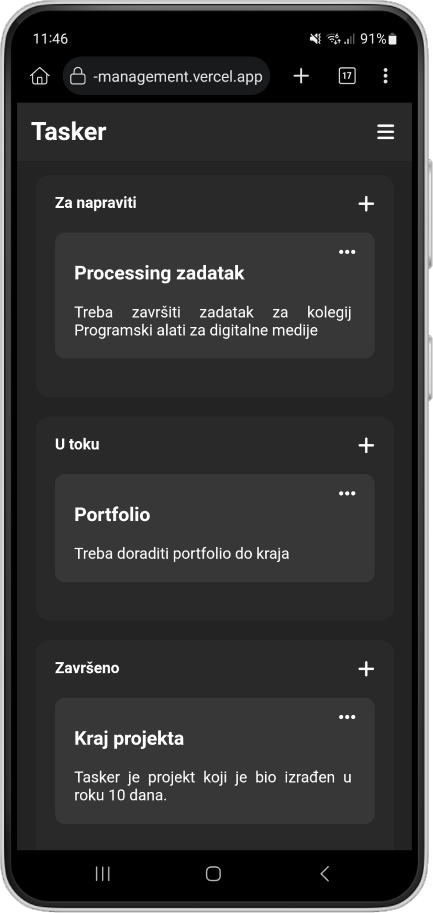 11:46
91%
-management.vercel.app
17
Tasker
Za napraviti
Processing zadatak
Treba završiti zadatak za kolegij
Programski alati za digitalne medije
U toku
Portfolio
Treba doraditi portfolio do kraja
Završeno
Kraj projekta
Tasker je projekt koji je bio izrađen u
roku 10 dana.